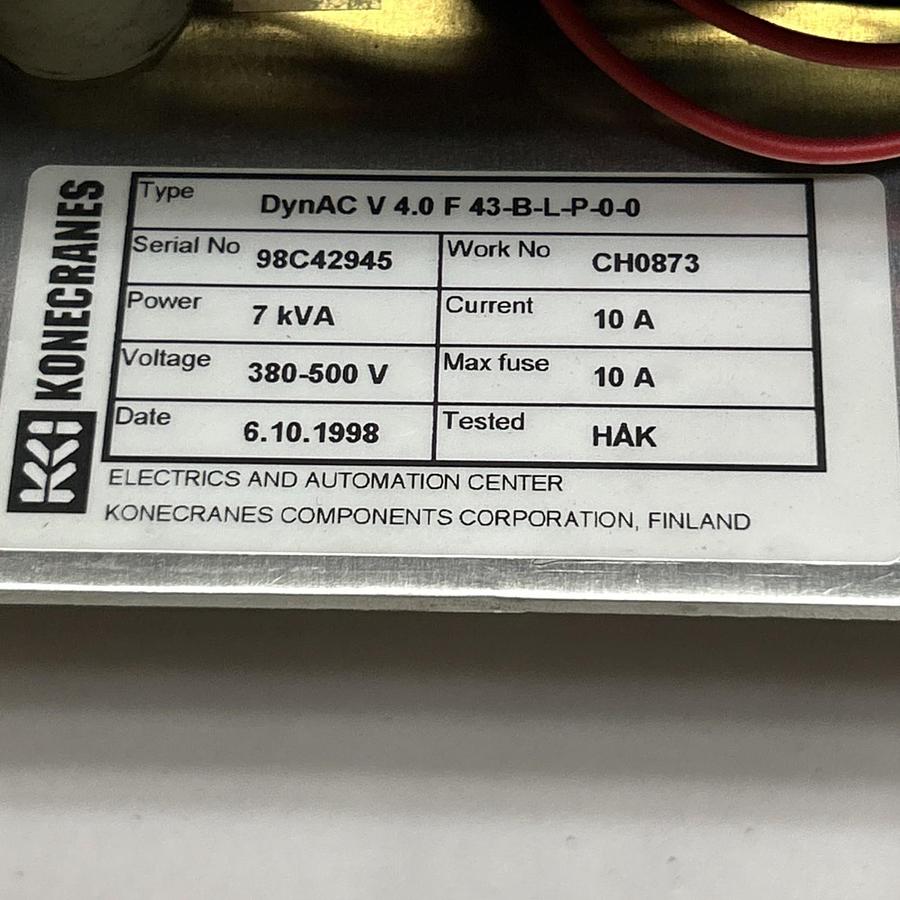 KONECRANES
Type DynAC V 4.0 F 43-B-L-P-0-0
Serial No 98C42945 Work No CH0873
Power 7 kVA Current 10 A
Voltage 380-500 V Max fuse 10 A
Date 6.10.1998 Tested HÅK
ELECTRICS AND AUTOMATION CENTER
KONECRANES COMPONENTS CORPORATION, FINLAND